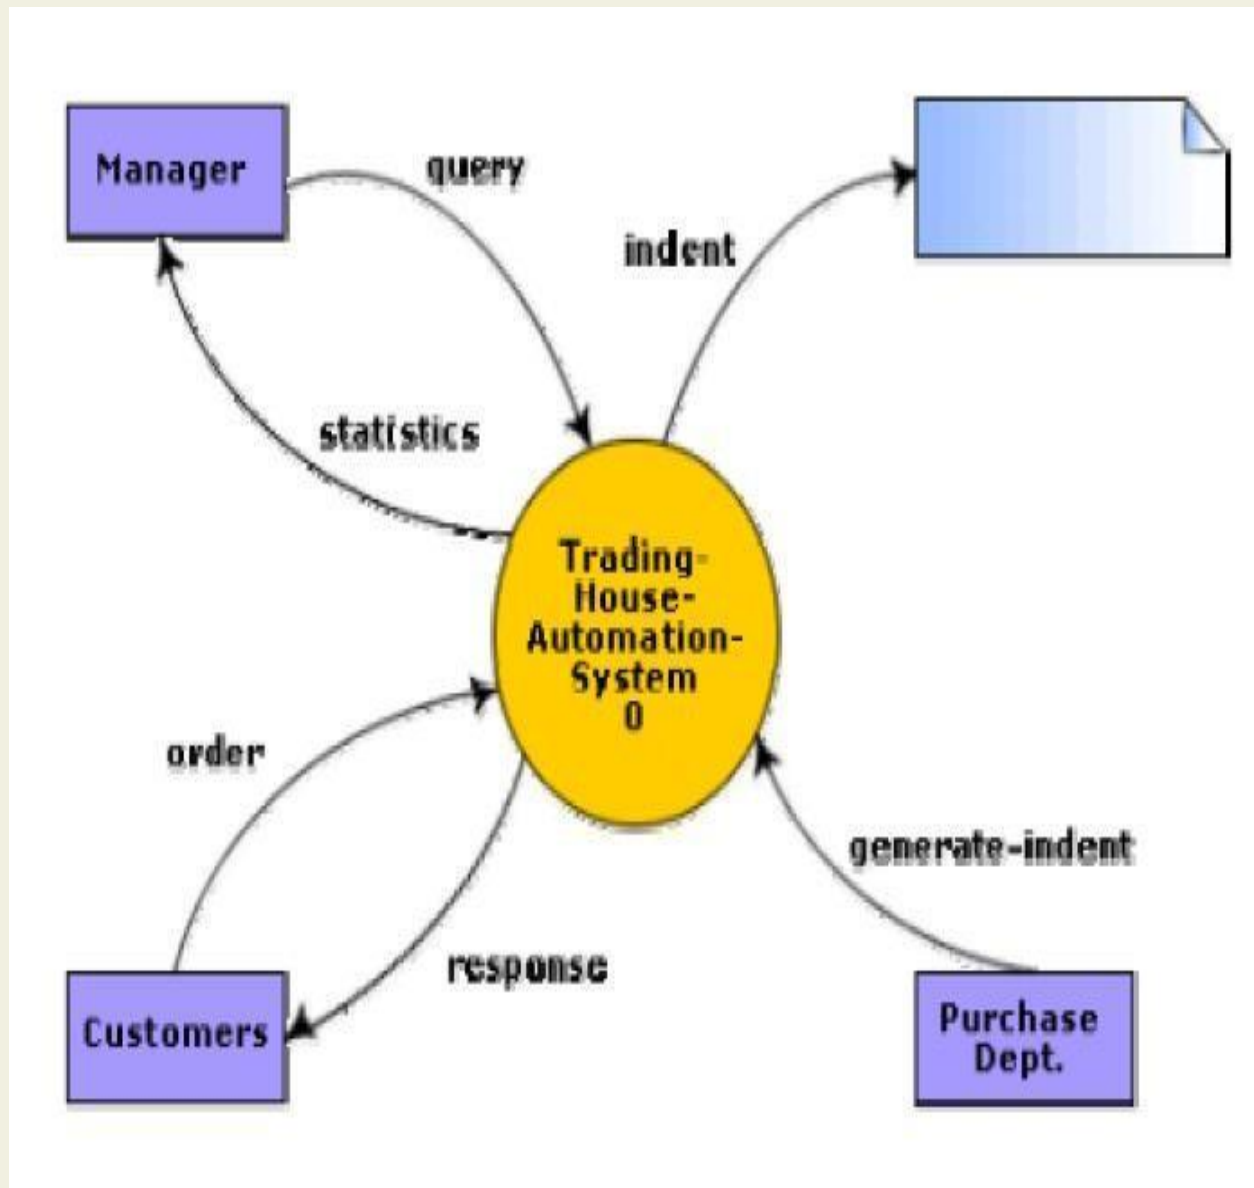 Manager
query
indent
statistics
Trading-
House-
Automation-
System
0
order
generate-indent
response
Customers
Purchase
Dept.